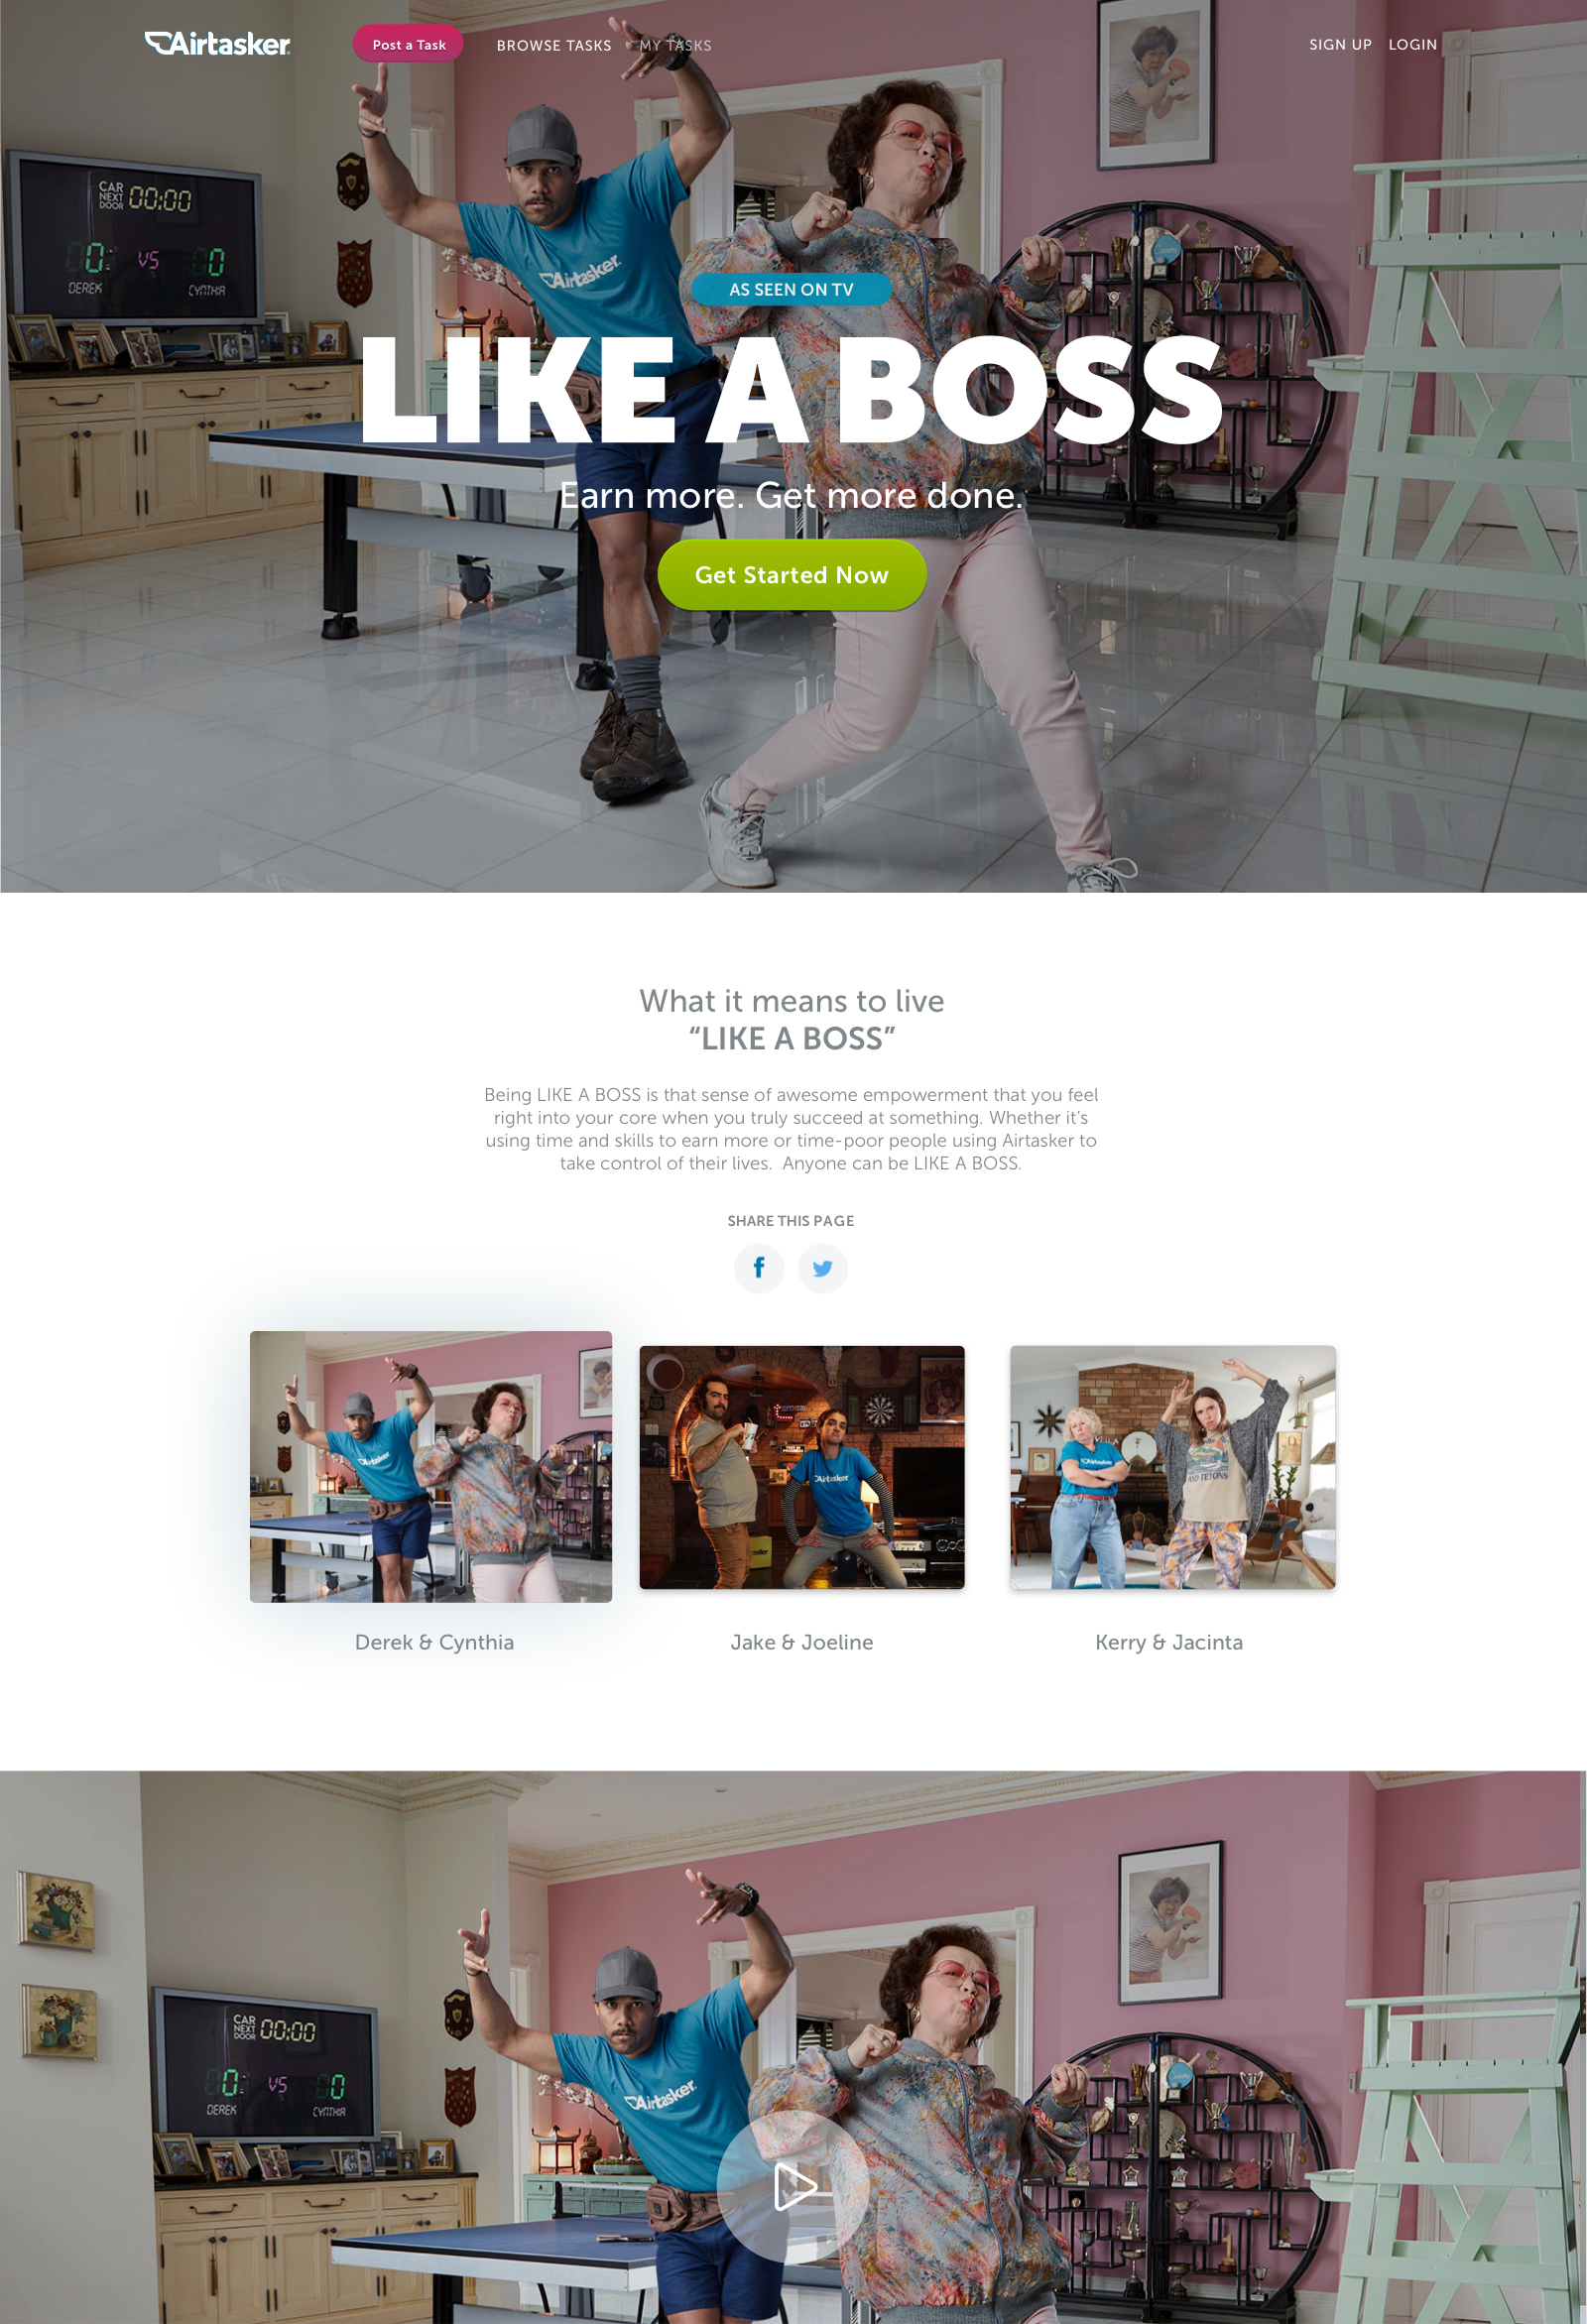 Airtasker
Post a Task
BROWSE TASKS
MY TASKS
SIGN UP
LOGIN
CAR
NEXT
DOOR
00:00
0
VS
0
DEREK
CYNTHIA
Airtasker
AS SEEN ON TV
LIKE A BOSS
Earn more. Get more done.
Get Started Now
What it means to live
“LIKE A BOSS”
Being LIKE A BOSS is that sense of awesome empowerment that you feel
right into your core when you truly succeed at something. Whether it’s
using time and skills to earn more or time-poor people using Airtasker to
take control of their lives.  Anyone can be LIKE A BOSS.
SHARE THIS PAGE
Airtasker
Airtasker
Airtasker
AND TETONS
Derek & Cynthia
Jake & Joeline
Kerry & Jacinta
CAR
NEXT
DOOR
00:00
0
VS
0
DEREK
CYNTHIA
Airtasker